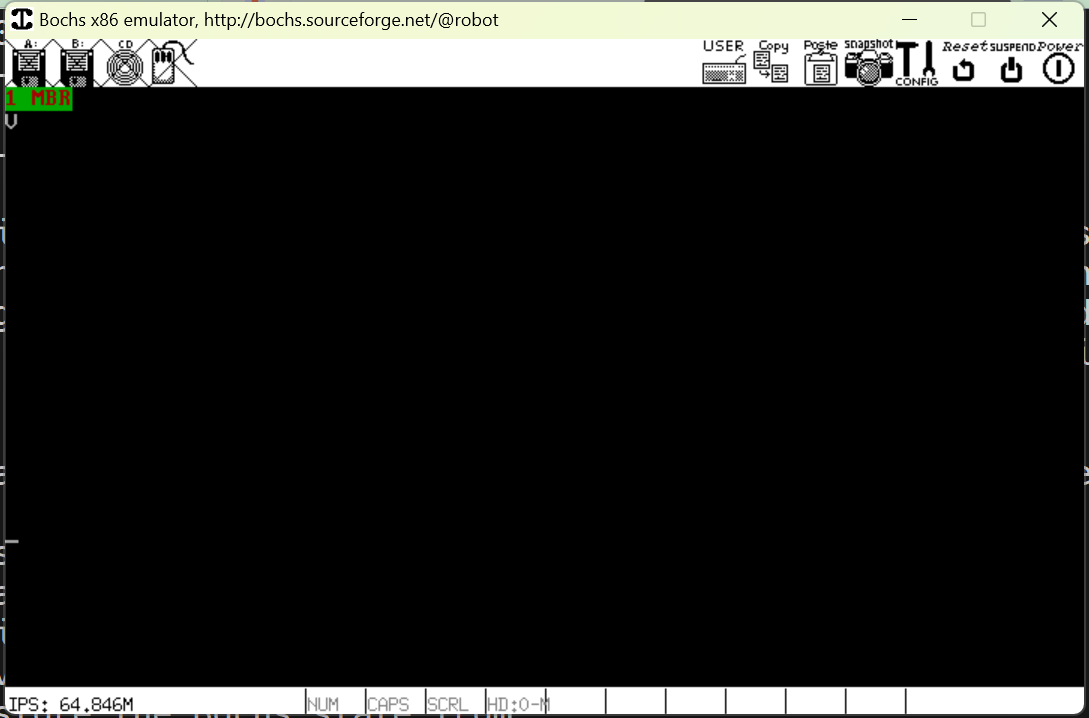 Bochs x86 emulator, http://bochs.sourceforge.net/@robot
A: B: CD USER Copy Paste snapshot CONFIG Reset SUSPEND Power
1 MBR
V
_
IPS: 64.846M NUM CAPS SCRL HD:0-M